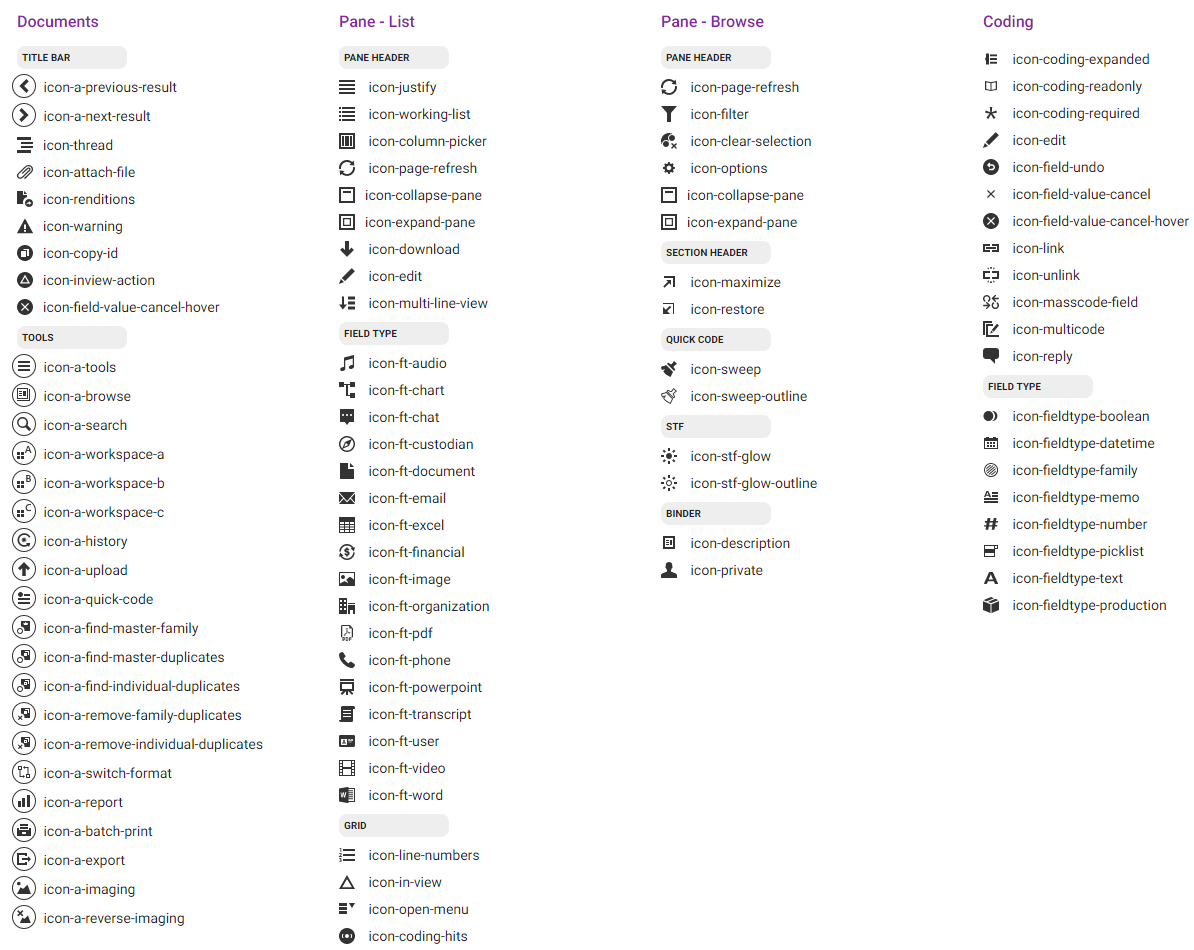 Documents
TITLE BAR
icon-a-previous-result
icon-a-next-result
icon-thread
icon-attach-file
icon-renditions
icon-warning
icon-copy-id
icon-inview-action
icon-field-value-cancel-hover
TOOLS
icon-a-tools
icon-a-browse
icon-a-search
icon-a-workspace-a
icon-a-workspace-b
icon-a-workspace-c
icon-a-history
icon-a-upload
icon-a-quick-code
icon-a-find-master-family
icon-a-find-master-duplicates
icon-a-find-individual-duplicates
icon-a-remove-family-duplicates
icon-a-remove-individual-duplicates
icon-a-switch-format
icon-a-report
icon-a-batch-print
icon-a-export
icon-a-imaging
icon-a-reverse-imaging
Pane - List
PANE HEADER
icon-justify
icon-working-list
icon-column-picker
icon-page-refresh
icon-collapse-pane
icon-expand-pane
icon-download
icon-edit
icon-multi-line-view
FIELD TYPE
icon-ft-audio
icon-ft-chart
icon-ft-chat
icon-ft-custodian
icon-ft-document
icon-ft-email
icon-ft-excel
icon-ft-financial
icon-ft-image
icon-ft-organization
icon-ft-pdf
icon-ft-phone
icon-ft-powerpoint
icon-ft-transcript
icon-ft-user
icon-ft-video
icon-ft-word
GRID
icon-line-numbers
icon-in-view
icon-open-menu
icon-coding-hits
Pane - Browse
PANE HEADER
icon-page-refresh
icon-filter
icon-clear-selection
icon-options
icon-collapse-pane
icon-expand-pane
SECTION HEADER
icon-maximize
icon-restore
QUICK CODE
icon-sweep
icon-sweep-outline
STF
icon-stf-glow
icon-stf-glow-outline
BINDER
icon-description
icon-private
Coding
icon-coding-expanded
icon-coding-readonly
icon-coding-required
icon-edit
icon-field-undo
icon-field-value-cancel
icon-field-value-cancel-hover
icon-link
icon-unlink
icon-masscode-field
icon-multicode
icon-reply
FIELD TYPE
icon-fieldtype-boolean
icon-fieldtype-datetime
icon-fieldtype-family
icon-fieldtype-memo
icon-fieldtype-number
icon-fieldtype-picklist
icon-fieldtype-text
icon-fieldtype-production